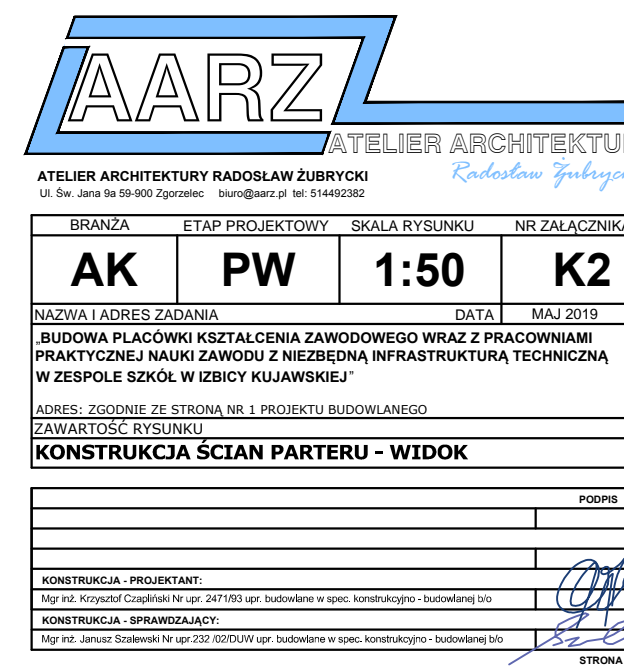 AARZ
ATELIER ARCHITEKTU
Radosław Żubryc
ATELIER ARCHITEKTURY RADOSŁAW ŻUBRYCKI
Ul. Św. Jana 9a 59-900 Zgorzelec biuro@aarz.pl tel: 514492382
BRANŻA ETAP PROJEKTOWY SKALA RYSUNKU NR ZAŁĄCZNIKA
AK PW 1:50 K2
NAZWA I ADRES ZADANIA DATA MAJ 2019
„BUDOWA PLACÓWKI KSZTAŁCENIA ZAWODOWEGO WRAZ Z PRACOWNIAMI
PRAKTYCZNEJ NAUKI ZAWODU Z NIEZBĘDNĄ INFRASTRUKTURĄ TECHNICZNĄ
W ZESPOLE SZKÓŁ W IZBICY KUJAWSKIEJ”
ADRES: ZGODNIE ZE STRONĄ NR 1 PROJEKTU BUDOWLANEGO
ZAWARTOŚĆ RYSUNKU
KONSTRUKCJA ŚCIAN PARTERU - WIDOK
PODPIS
KONSTRUKCJA - PROJEKTANT:
Mgr inż. Krzysztof Czapliński Nr upr. 2471/93 upr. budowlane w spec. konstrukcyjno - budowlanej b/o
KONSTRUKCJA - SPRAWDZAJĄCY:
Mgr inż. Janusz Szalewski Nr upr.232 /02/DUW upr. budowlane w spec. konstrukcyjno - budowlanej b/o
STRONA